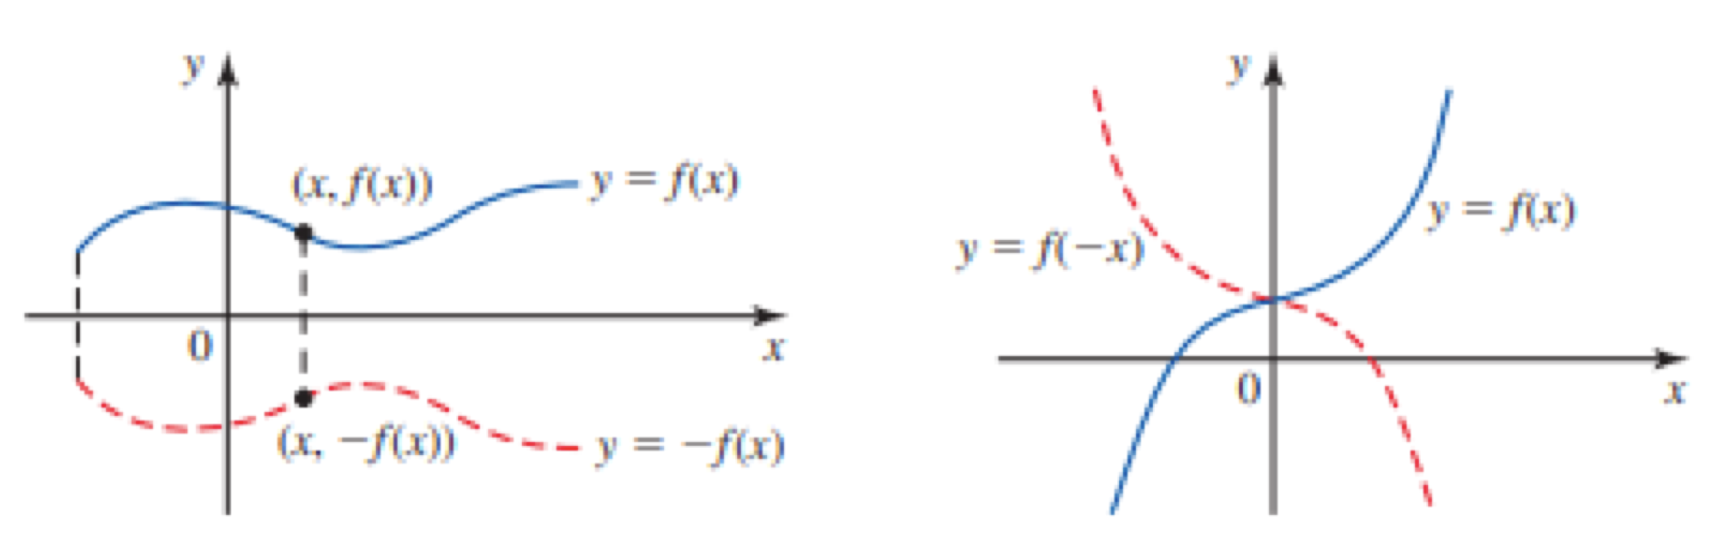 y
(x, f(x))
y = f(x)
0
x
(x, −f(x))
y = −f(x)
y
y = f(x)
y = f(−x)
0
x